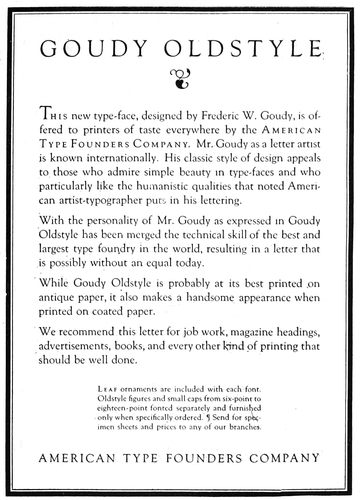 GOUDY OLDSTYLE
THIS new type-face, designed by Frederic W. Goudy, is of-
fered to printers of taste everywhere by the AMERICAN
TYPE FOUNDERS COMPANY. Mr. Goudy as a letter artist
is known internationally. His classic style of design appeals
to those who admire simple beauty in type-faces and who
particularly like the humanistic qualities that noted Ameri-
can artist-typographer puts in his lettering.
With the personality of Mr. Goudy as expressed in Goudy
Oldstyle has been merged the technical skill of the best and
largest type foundry in the world, resulting in a letter that
is possibly without an equal today.
While Goudy Oldstyle is probably at its best printed on
antique paper, it also makes a handsome appearance when
printed on coated paper.
We recommend this letter for job work, magazine headings,
advertisements, books, and every other kind of printing that
should be well done.
LEAF ornaments are included with each font.
Oldstyle figures and small caps from six-point to
eighteen-point fonted separately and furnished
only when specifically ordered. ¶ Send for spec-
imen sheets and prices to any of our branches.
AMERICAN TYPE FOUNDERS COMPANY